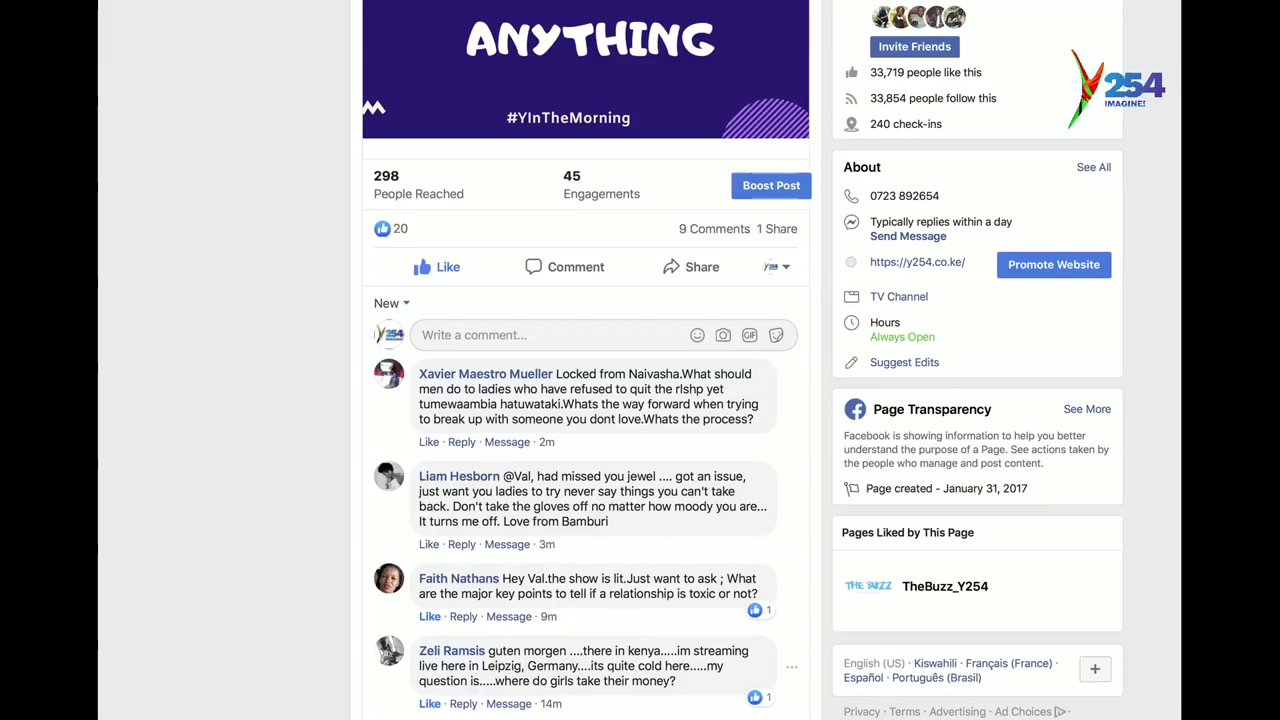 ANYTHING
#YInTheMorning
298
People Reached
45
Engagements
Boost Post
20
9 Comments 1 Share
Like
Comment
Share
New
Write a comment...
GIF
Xavier Maestro Mueller Locked from Naivasha.What should
men do to ladies who have refused to quit the rlshp yet
tumewaambia hatuwataki.Whats the way forward when trying
to break up with someone you dont love.Whats the process?
Like · Reply · Message · 2m
Liam Hesborn @Val, had missed you jewel .... got an issue,
just want you ladies to try never say things you can't take
back. Don't take the gloves off no matter how moody you are...
It turns me off. Love from Bamburi
Like · Reply · Message · 3m
Faith Nathans Hey Val.the show is lit.Just want to ask ; What
are the major key points to tell if a relationship is toxic or not?
1
Like · Reply · Message · 9m
Zeli Ramsis guten morgen ....there in kenya.....im streaming
live here in Leipzig, Germany....its quite cold here.....my
question is.....where do girls take their money?
1
Like · Reply · Message · 14m
Invite Friends
33,719 people like this
33,854 people follow this
240 check-ins
Y254
IMAGINE!
About
See All
0723 892654
Typically replies within a day
Send Message
https://y254.co.ke/
Promote Website
TV Channel
Hours
Always Open
Suggest Edits
Page Transparency
See More
Facebook is showing information to help you better
understand the purpose of a Page. See actions taken by
the people who manage and post content.
Page created - January 31, 2017
Pages Liked by This Page
THE BUZZ
TheBuzz_Y254
English (US) · Kiswahili · Français (France) ·
Español · Português (Brasil)
Privacy · Terms · Advertising · Ad Choices ·